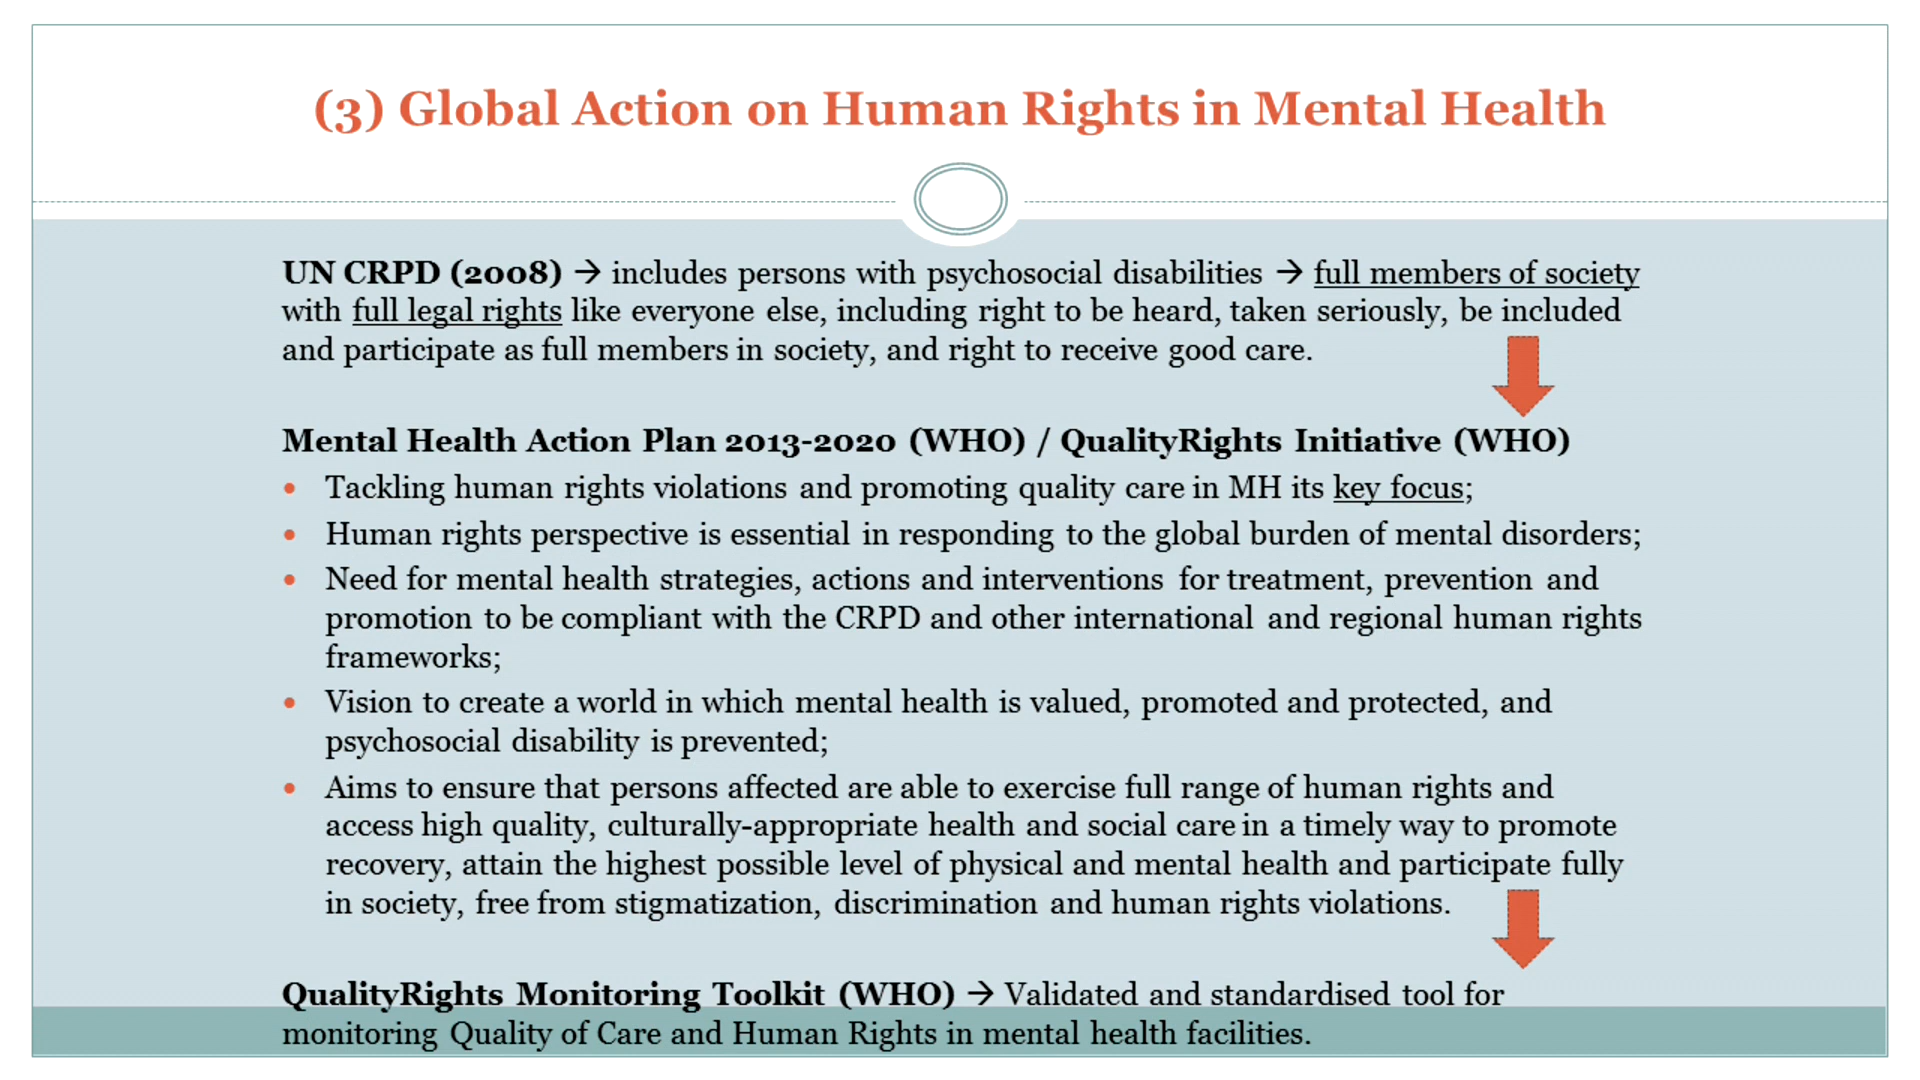 (3) Global Action on Human Rights in Mental Health
UN CRPD (2008) → includes persons with psychosocial disabilities → full members of society
with full legal rights like everyone else, including right to be heard, taken seriously, be included
and participate as full members in society, and right to receive good care.
Mental Health Action Plan 2013-2020 (WHO) / QualityRights Initiative (WHO)
• Tackling human rights violations and promoting quality care in MH its key focus;
• Human rights perspective is essential in responding to the global burden of mental disorders;
• Need for mental health strategies, actions and interventions for treatment, prevention and
promotion to be compliant with the CRPD and other international and regional human rights
frameworks;
• Vision to create a world in which mental health is valued, promoted and protected, and
psychosocial disability is prevented;
• Aims to ensure that persons affected are able to exercise full range of human rights and
access high quality, culturally-appropriate health and social care in a timely way to promote
recovery, attain the highest possible level of physical and mental health and participate fully
in society, free from stigmatization, discrimination and human rights violations.
QualityRights Monitoring Toolkit (WHO) → Validated and standardised tool for
monitoring Quality of Care and Human Rights in mental health facilities.